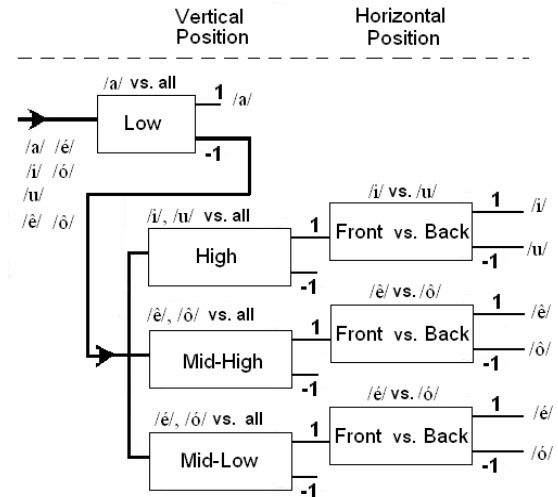 Vertical Position
Horizontal Position
/a/ vs. all
Low
1
/a/
-1
/a/ /é/
/i/ /ó/
/u/
/ê/ /ô/
/i/, /u/ vs. all
High
1
-1
/i/ vs. /u/
Front vs. Back
1
/i/
-1
/u/
/ê/, /ô/ vs. all
Mid-High
1
-1
/ê/ vs. /ô/
Front vs. Back
1
/ê/
-1
/ô/
/é/, /ó/ vs. all
Mid-Low
1
-1
/é/ vs. /ó/
Front vs. Back
1
/é/
-1
/ó/